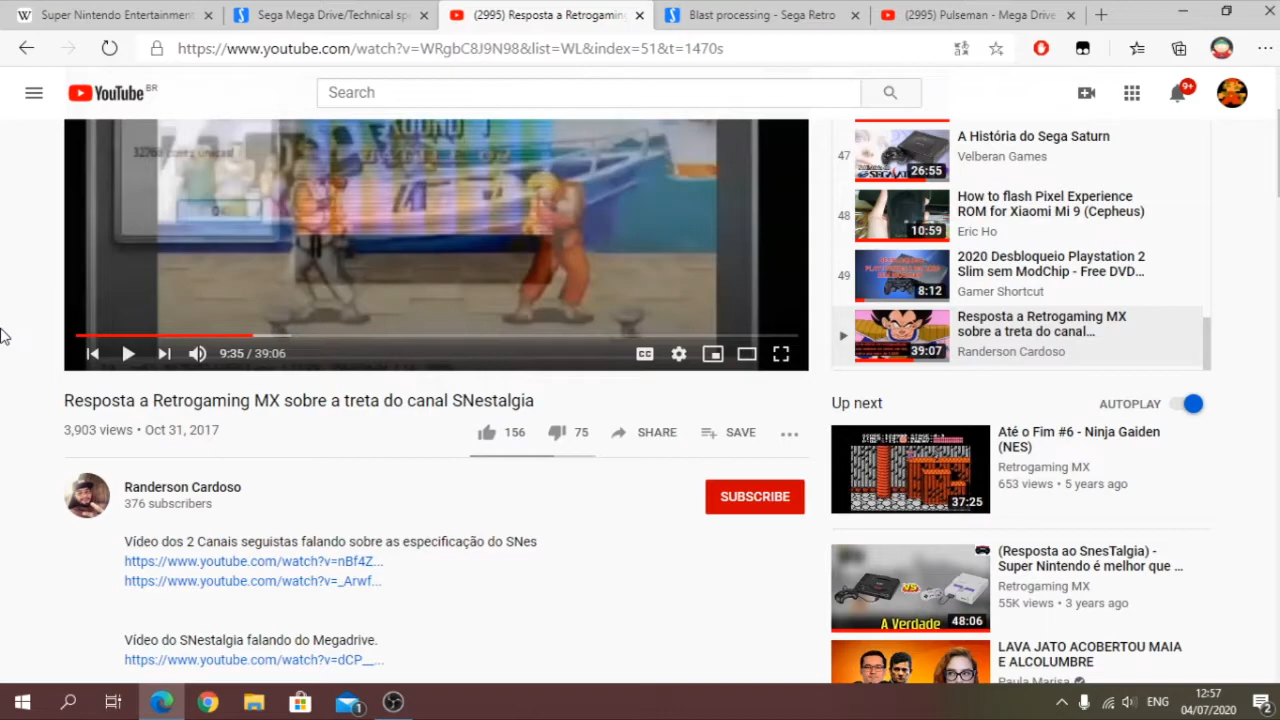 Super Nintendo Entertainment
Sega Mega Drive/Technical sp
(2995) Resposta a Retrogaming
Blast processing - Sega Retro
(2995) Pulseman - Mega Drive
https://www.youtube.com/watch?v=WRgbC8J9N98&list=WL&index=51&t=1470s
YouTube BR
Search
9+
9:35 / 39:06
CC
Resposta a Retrogaming MX sobre a treta do canal SNestalgia
3,903 views • Oct 31, 2017
156
75
SHARE
SAVE
Randerson Cardoso
376 subscribers
SUBSCRIBE
Vídeo dos 2 Canais seguistas falando sobre as especificação do SNes
https://www.youtube.com/watch?v=nBf4Z...
https://www.youtube.com/watch?v=_Arwf...
Vídeo do SNestalgia falando do Megadrive.
https://www.youtube.com/watch?v=dCP__...
47
26:55
A História do Sega Saturn
Velberan Games
48
10:59
How to flash Pixel Experience
ROM for Xiaomi Mi 9 (Cepheus)
Eric Ho
49
8:12
2020 Desbloqueio Playstation 2
Slim sem ModChip - Free DVD...
Gamer Shortcut
39:07
Resposta a Retrogaming MX
sobre a treta do canal...
Randerson Cardoso
Up next
AUTOPLAY
37:25
Até o Fim #6 - Ninja Gaiden
(NES)
Retrogaming MX
653 views • 5 years ago
VS
A Verdade
48:06
(Resposta ao SnesTalgia) -
Super Nintendo é melhor que ...
Retrogaming MX
55K views • 3 years ago
LAVA JATO ACOBERTOU MAIA
E ALCOLUMBRE
Paula Marisa
1
ENG
12:57
04/07/2020
2